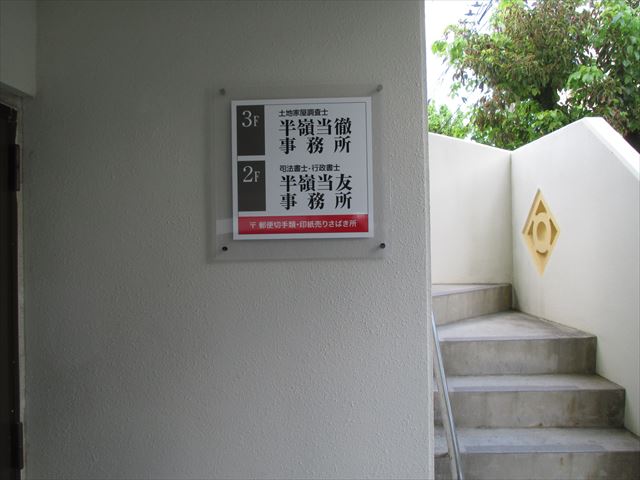 3F
土地家屋調査士
半嶺当徹
事務所
2F
司法書士・行政書士
半嶺当友
事務所
〒郵便切手類・印紙売りさばき所